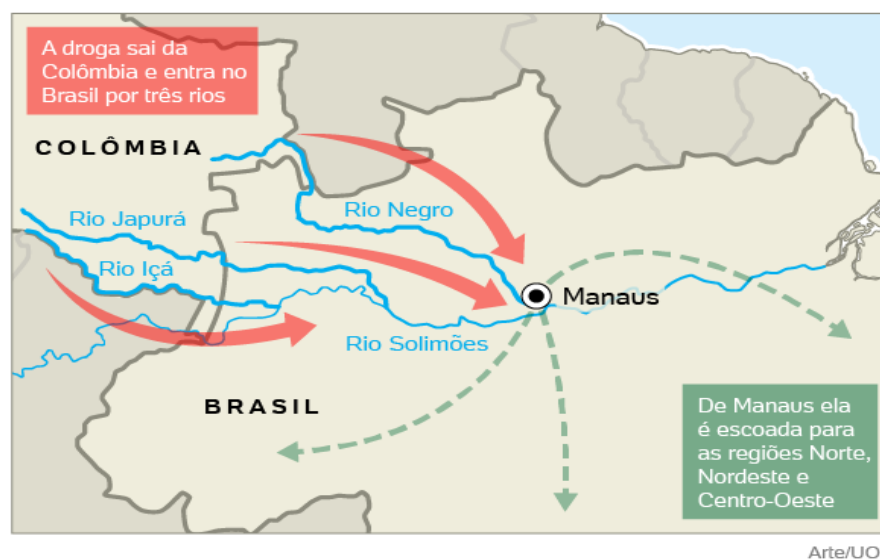 A droga sai da
Colômbia e entra no
Brasil por três rios
COLÔMBIA
Rio Japurá
Rio Negro
Rio Içá
Manaus
Rio Solimões
BRASIL
De Manaus ela
é escoada para
as regiões Norte,
Nordeste e
Centro-Oeste
Arte/UO